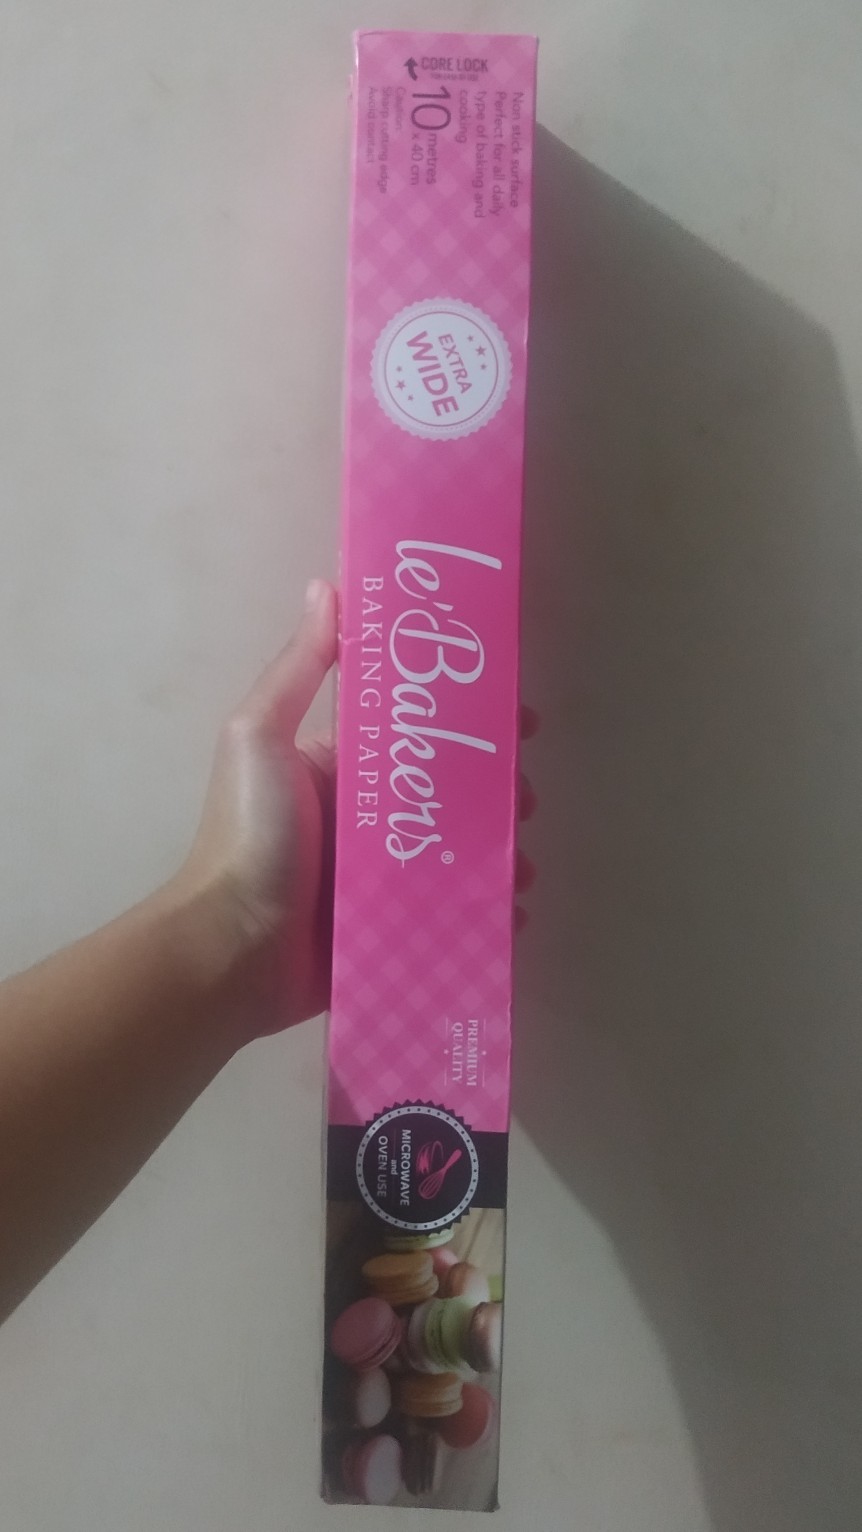 CORE LOCK
10 metres
x 40 cm
Caution:
Sharp cutting edge
Avoid contact
Non stick surface
Perfect for all daily
type of baking and
cooking
EXTRA
WIDE
le'Bakers®
BAKING PAPER
PREMIUM
QUALITY
MICROWAVE
and
OVEN USE